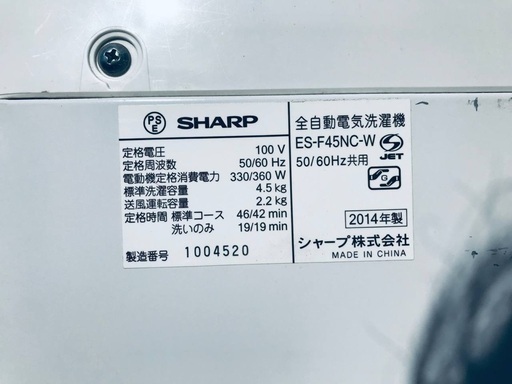 PS E SHARP
定格電圧 100 V
定格周波数 50/60 Hz
電動機定格消費電力 330/360 W
標準洗濯容量 4.5 kg
送風運転容量 2.2 kg
定格時間 標準コース 46/42 min
洗いのみ 19/19 min
製造番号 1004520
全自動電気洗濯機
ES-F45NC-W
50/60Hz共用
S JET
G
2014年製
シャープ株式会社
MADE IN CHINA